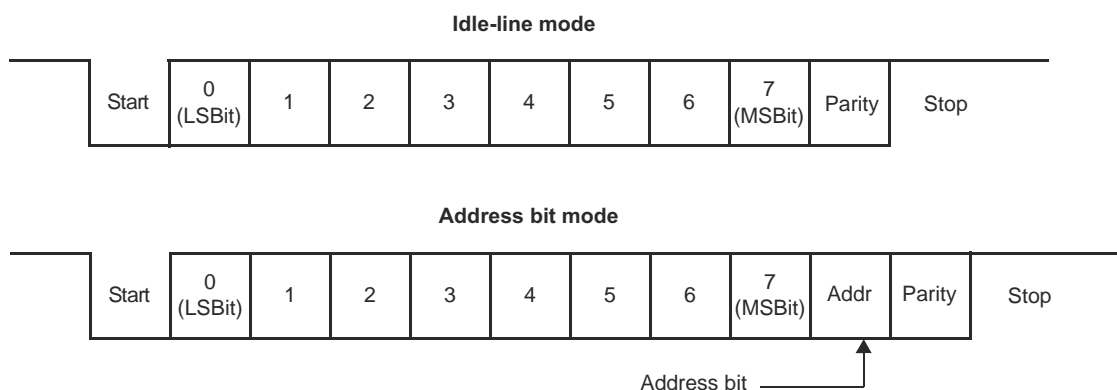 Idle-line mode
Start 0 (LSBit) 1 2 3 4 5 6 7 (MSBit) Parity Stop
Address bit mode
Start 0 (LSBit) 1 2 3 4 5 6 7 (MSBit) Addr Parity Stop
Address bit